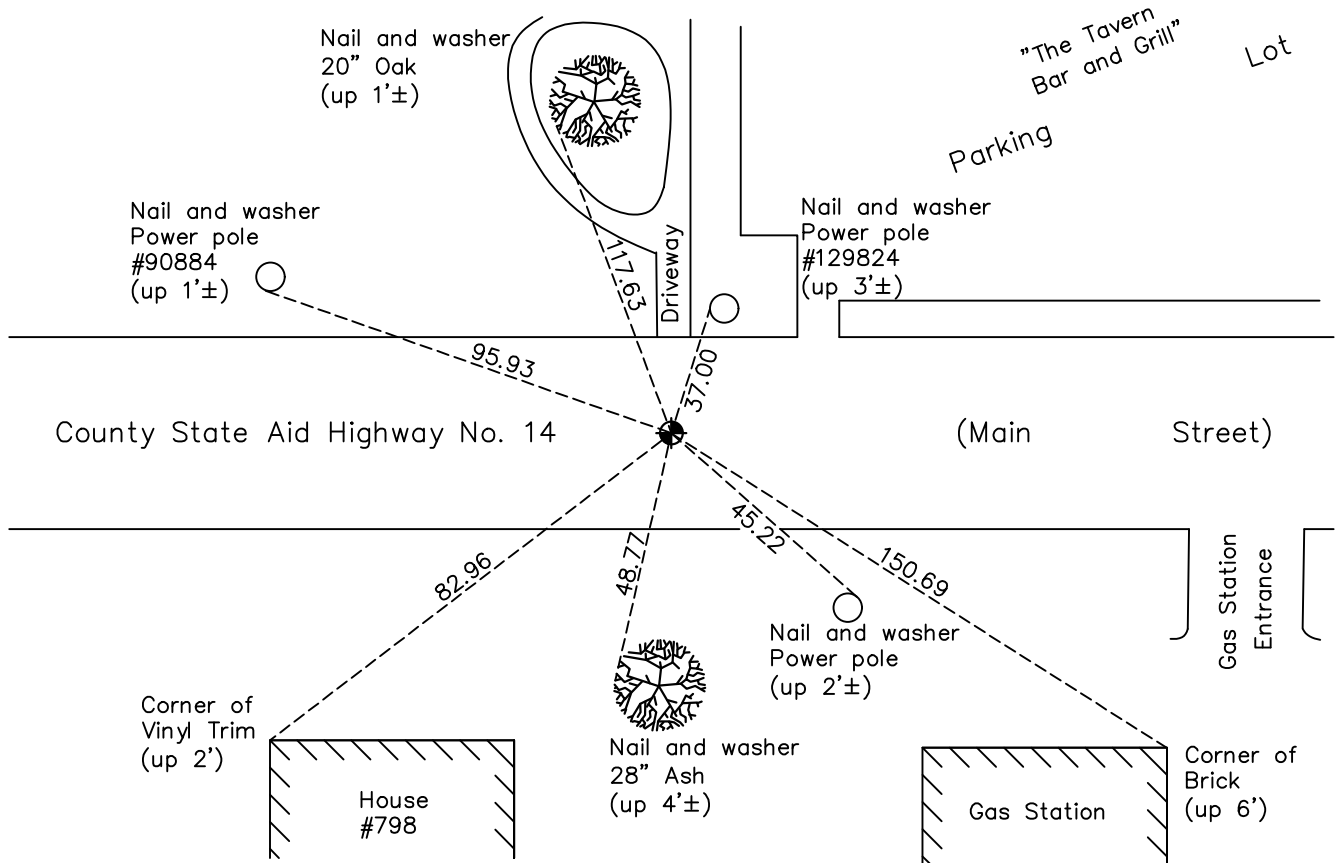 Nail and washer
20" Oak
(up 1'±)
"The Tavern
Bar and Grill"
Parking Lot
Nail and washer
Power pole
#90884
(up 1'±)
117.63
Driveway
Nail and washer
Power pole
#129824
(up 3'±)
95.93
37.00
County State Aid Highway No. 14 (Main Street)
82.96
48.77
45.22
150.69
Gas Station
Entrance
Nail and washer
Power pole
(up 2'±)
Corner of
Vinyl Trim
(up 2')
House
#798
Nail and washer
28" Ash
(up 4'±)
Gas Station
Corner of
Brick
(up 6')